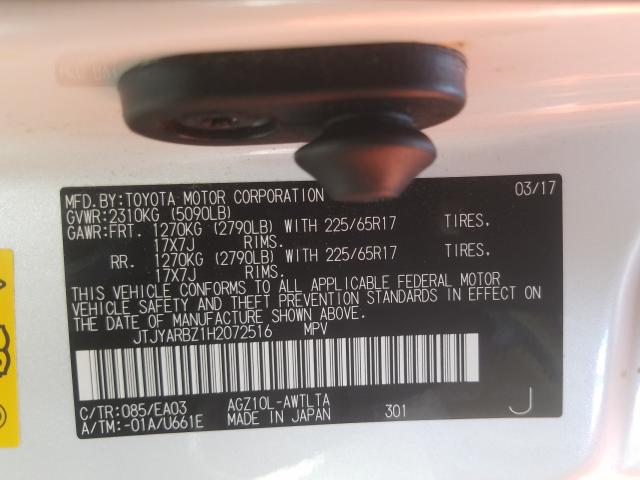 MFD.BY:TOYOTA MOTOR CORPORATION 03/17
GVWR:2310KG (5090LB)
GAWR:FRT. 1270KG (2790LB) WITH 225/65R17 TIRES.
17X7J RIMS.
RR. 1270KG (2790LB) WITH 225/65R17 TIRES.
17X7J RIMS.
THIS VEHICLE CONFORMS TO ALL APPLICABLE FEDERAL MOTOR
VEHICLE SAFETY AND THEFT PREVENTION STANDARDS IN EFFECT ON
THE DATE OF MANUFACTURE SHOWN ABOVE.
JTJYARBZ1H2072516 MPV
C/TR:085/EA03 AGZ10L-AWTLTA
A/TM:-01A/U661E MADE IN JAPAN 301 J